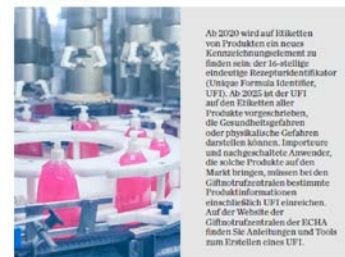 Ab 2020 wird auf Etiketten
von Produkten ein neues
Kennzeichnungselement zu
finden sein: der 16-stellige
eindeutige Rezepturidentifikator
(Unique Formula Identifier,
UFI). Ab 2025 ist der UFI
auf den Etiketten aller
Produkte vorgeschrieben,
die Gesundheitsgefahren
oder physikalische Gefahren
darstellen können. Importeure
und nachgeschaltete Anwender,
die solche Produkte auf den
Markt bringen, müssen bei den
Giftnotrufzentralen bestimmte
Produktinformationen
einschließlich UFI einreichen.
Auf der Website der
Giftnotrufzentralen der ECHA
finden Sie Anleitungen und Tools
zum Erstellen eines UFI.